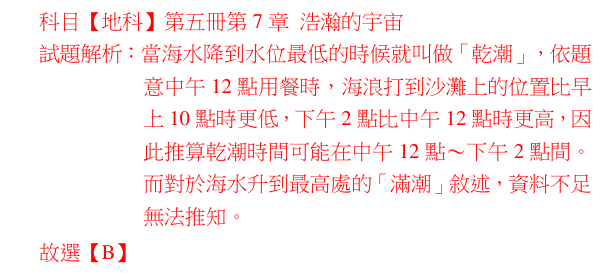 科目【地科】第五冊第 7 章 浩瀚的宇宙
試題解析：當海水降到水位最低的時候就叫做「乾潮」，依題
意中午 12 點用餐時，海浪打到沙灘上的位置比早
上 10 點時更低，下午 2 點比中午 12 點時更高，因
此推算乾潮時間可能在中午 12 點～下午 2 點間。
而對於海水升到最高處的「滿潮」敘述，資料不足
無法推知。
故選【B】